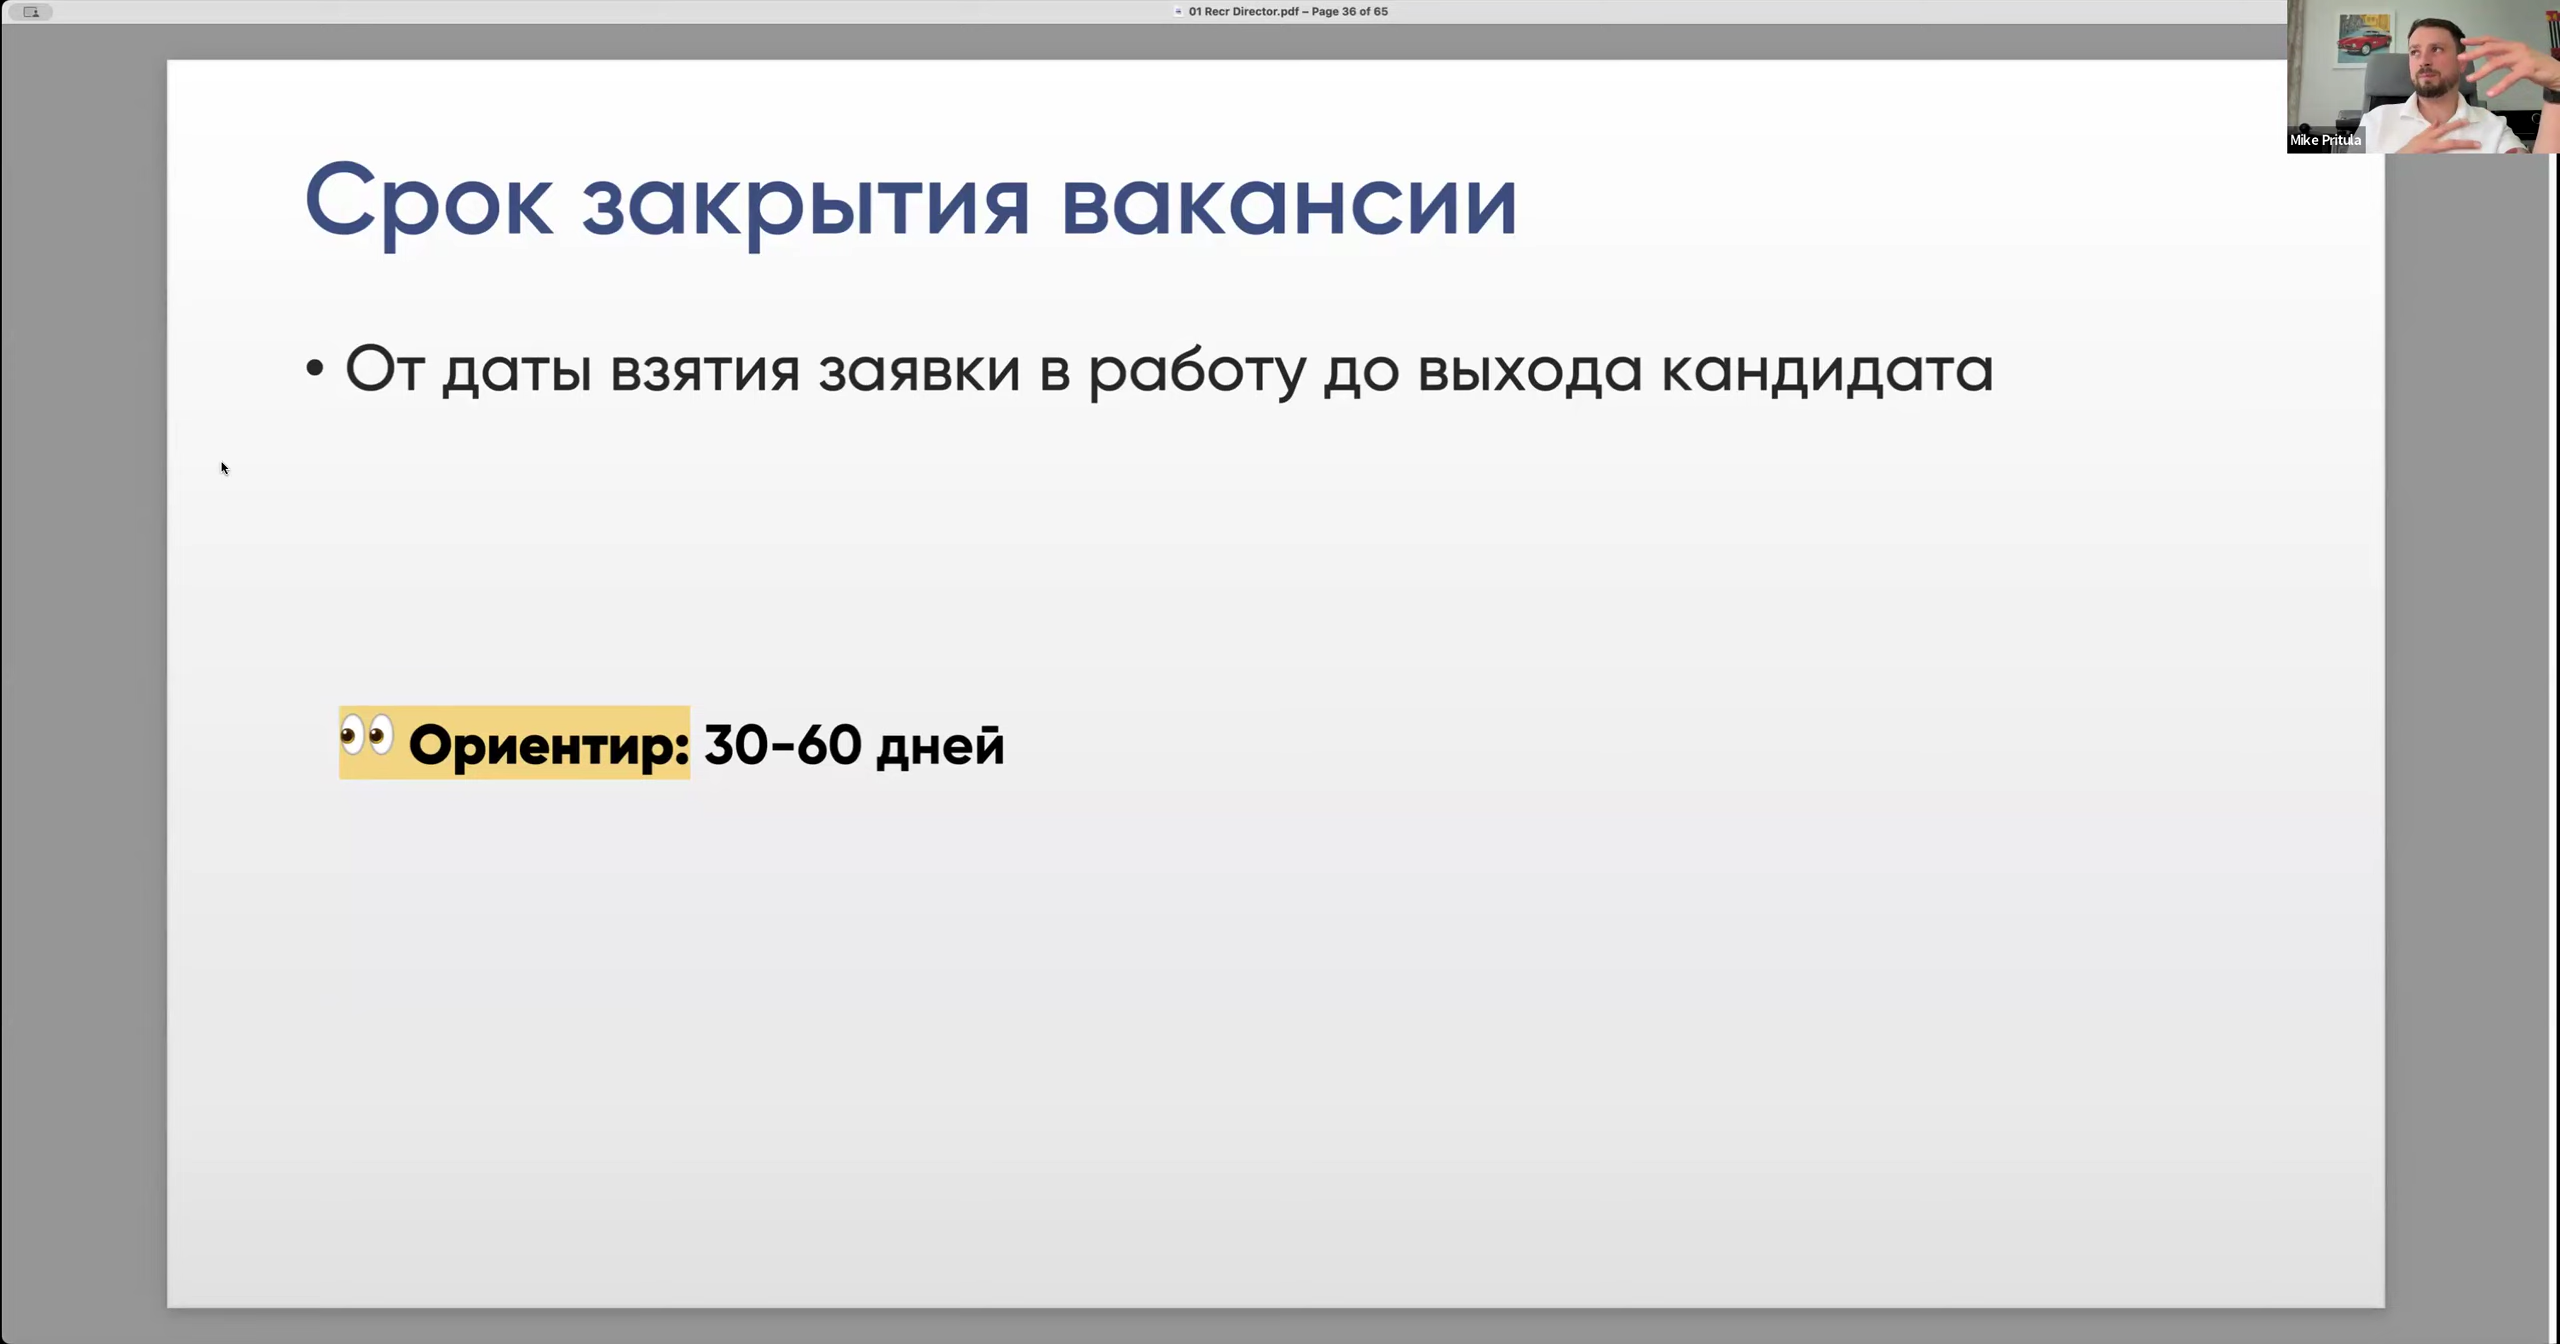 01 Recr Director.pdf – Page 36 of 65
Mike Pritula
Срок закрытия вакансии
• От даты взятия заявки в работу до выхода кандидата
👀 Ориентир: 30-60 дней